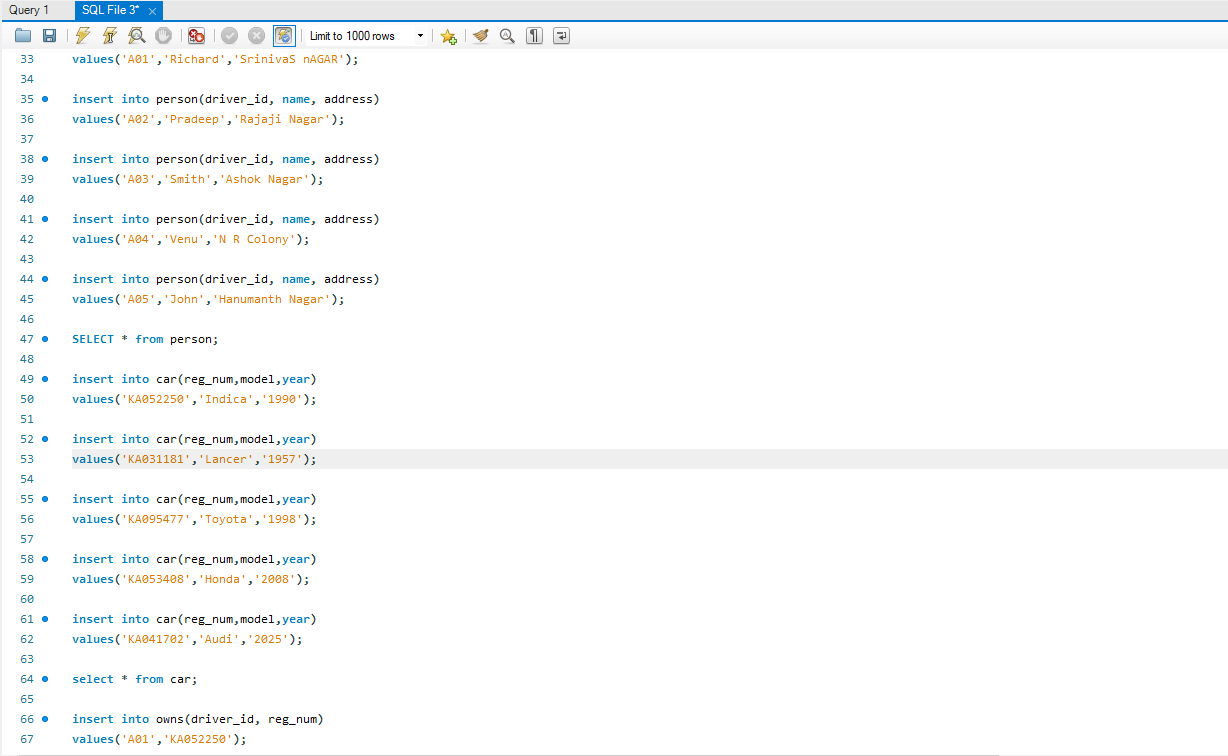 Query 1
SQL File 3*
Limit to 1000 rows
33 values('A01','Richard','SrinivaS nAGAR');
34
35 insert into person(driver_id, name, address)
36 values('A02','Pradeep','Rajaji Nagar');
37
38 insert into person(driver_id, name, address)
39 values('A03','Smith','Ashok Nagar');
40
41 insert into person(driver_id, name, address)
42 values('A04','Venu','N R Colony');
43
44 insert into person(driver_id, name, address)
45 values('A05','John','Hanumanth Nagar');
46
47 SELECT * from person;
48
49 insert into car(reg_num,model,year)
50 values('KA052250','Indica','1990');
51
52 insert into car(reg_num,model,year)
53 values('KA031181','Lancer','1957');
54
55 insert into car(reg_num,model,year)
56 values('KA095477','Toyota','1998');
57
58 insert into car(reg_num,model,year)
59 values('KA053408','Honda','2008');
60
61 insert into car(reg_num,model,year)
62 values('KA041702','Audi','2025');
63
64 select * from car;
65
66 insert into owns(driver_id, reg_num)
67 values('A01','KA052250');